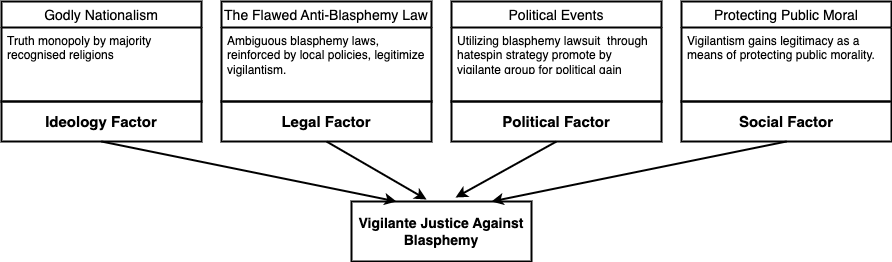 Godly Nationalism
Truth monopoly by majority
recognised religions
Ideology Factor
The Flawed Anti-Blasphemy Law
Ambiguous blasphemy laws,
reinforced by local policies, legitimize
vigilantism.
Legal Factor
Political Events
Utilizing blasphemy lawsuit through
hatespin strategy promote by
vigilante group for political gain
Political Factor
Protecting Public Moral
Vigilantism gains legitimacy as a
means of protecting public morality.
Social Factor
Vigilante Justice Against
Blasphemy